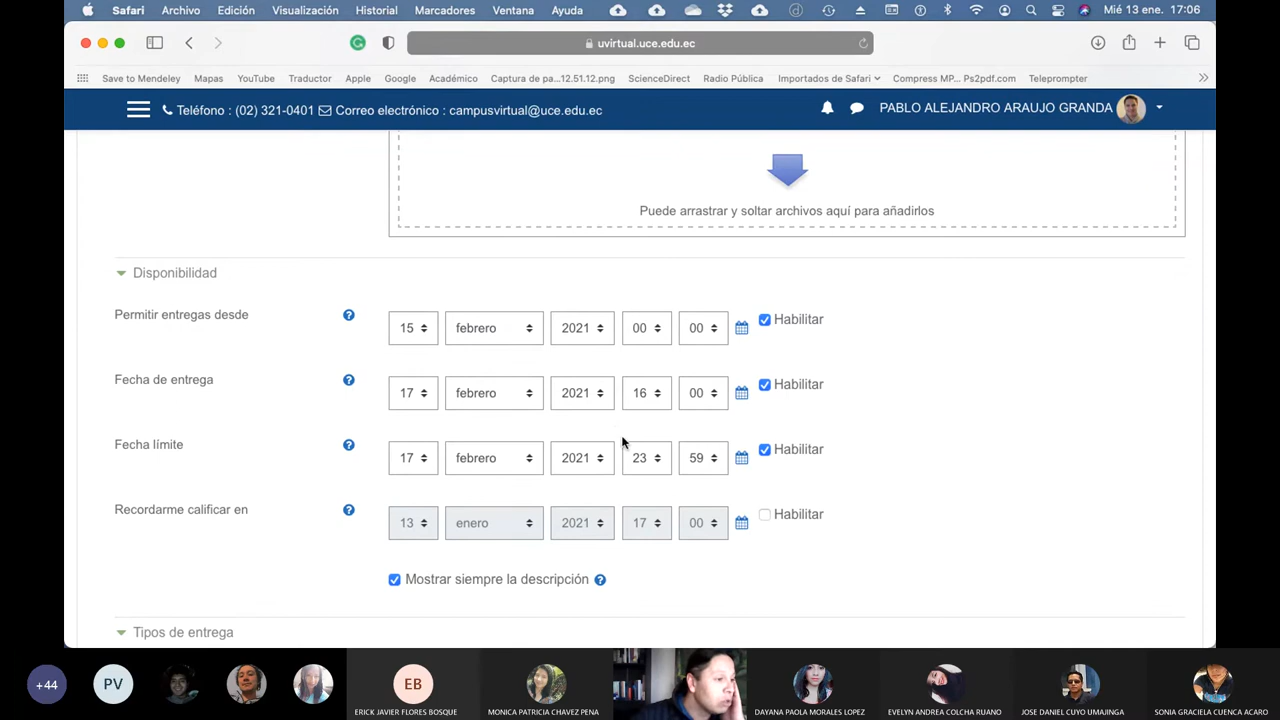 Safari Archivo Edición Visualización Historial Marcadores Ventana Ayuda Mié 13 ene. 17:06
uvirtual.uce.edu.ec
Save to Mendeley Mapas YouTube Traductor Apple Google Académico Captura de pa...12.51.12.png ScienceDirect Radio Pública Importados de Safari Compress MP... Ps2pdf.com Teleprompter
Teléfono : (02) 321-0401 Correo electrónico : campusvirtual@uce.edu.ec PABLO ALEJANDRO ARAUJO GRANDA
Puede arrastrar y soltar archivos aquí para añadirlos
Disponibilidad
Permitir entregas desde ? 15 febrero 2021 00 00 Habilitar
Fecha de entrega ? 17 febrero 2021 16 00 Habilitar
Fecha límite ? 17 febrero 2021 23 59 Habilitar
Recordarme calificar en ? 13 enero 2021 17 00 Habilitar
Mostrar siempre la descripción ?
Tipos de entrega
+44 PV EB
ERICK JAVIER FLORES BOSQUE MONICA PATRICIA CHAVEZ PENA DAYANA PAOLA MORALES LOPEZ EVELYN ANDREA COLCHA RUANO JOSE DANIEL CUYO UMAJINGA SONIA GRACIELA CUENCA ACARO